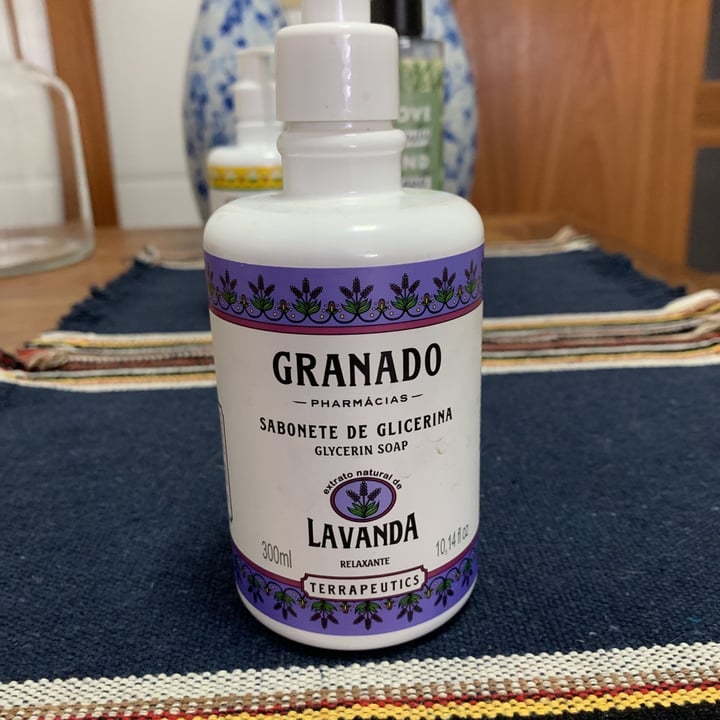 GRANADO
PHARMÁCIAS
SABONETE DE GLICERINA
GLYCERIN SOAP
extrato natural de
LAVANDA
300ml
10,14 fl oz
RELAXANTE
TERRAPEUTICS